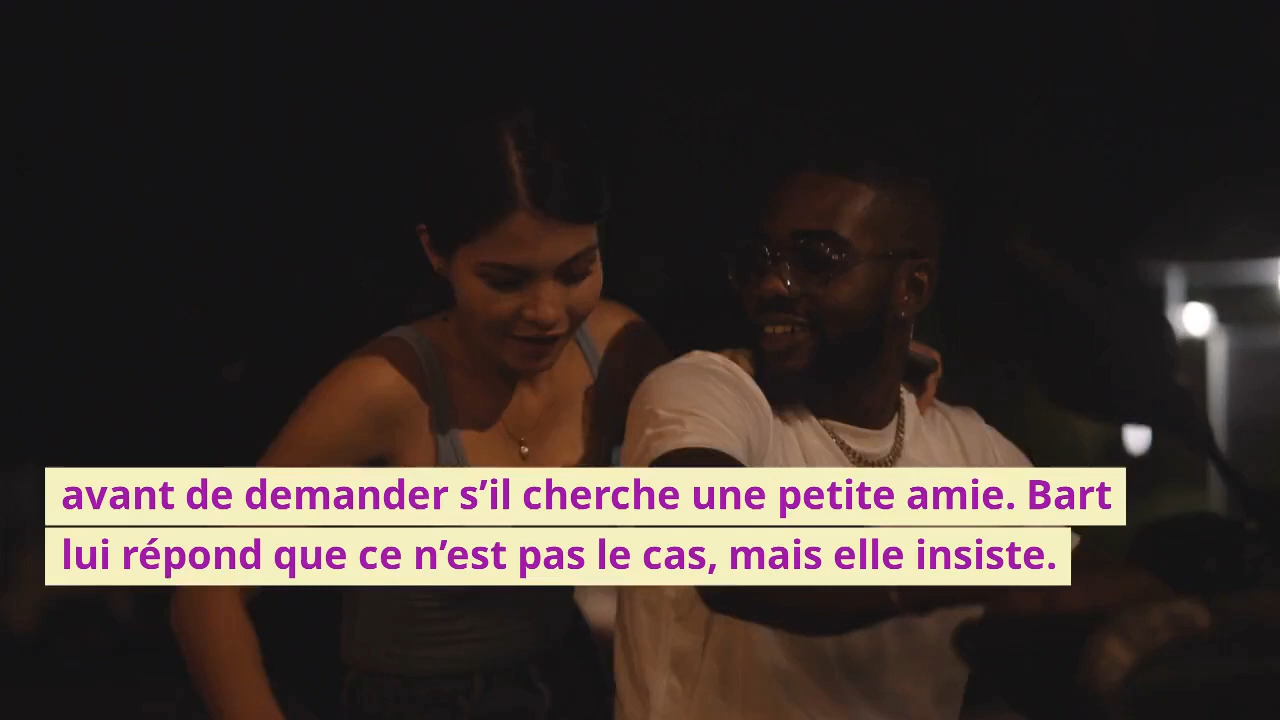 avant de demander s’il cherche une petite amie. Bart
lui répond que ce n’est pas le cas, mais elle insiste.